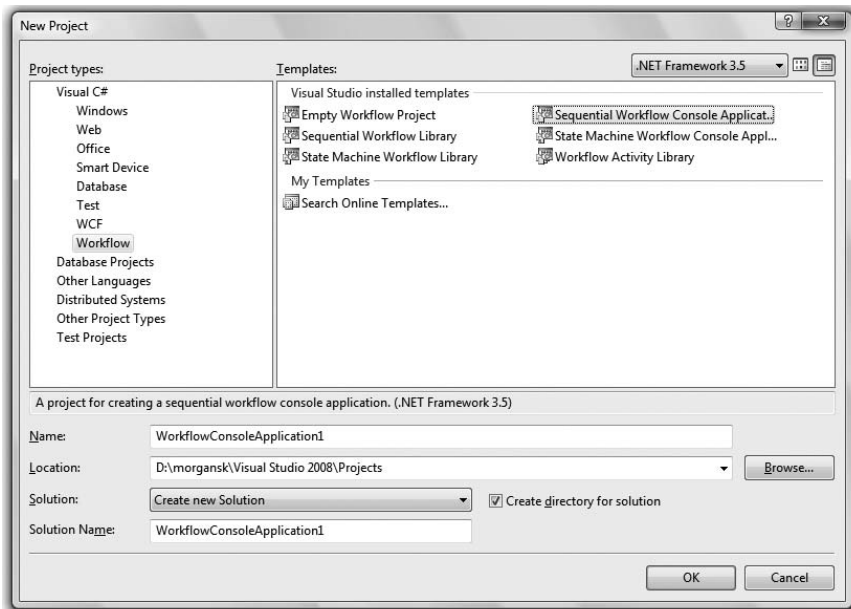 New Project
Project types:
Templates:
.NET Framework 3.5
Visual C#
Windows
Web
Office
Smart Device
Database
Test
WCF
Workflow
Database Projects
Other Languages
Distributed Systems
Other Project Types
Test Projects
Visual Studio installed templates
Empty Workflow Project
Sequential Workflow Library
State Machine Workflow Library
Sequential Workflow Console Applicat...
State Machine Workflow Console Appl...
Workflow Activity Library
My Templates
Search Online Templates...
A project for creating a sequential workflow console application. (.NET Framework 3.5)
Name:
WorkflowConsoleApplication1
Location:
D:\morgansk\Visual Studio 2008\Projects
Browse...
Solution:
Create new Solution
Create directory for solution
Solution Name:
WorkflowConsoleApplication1
OK
Cancel